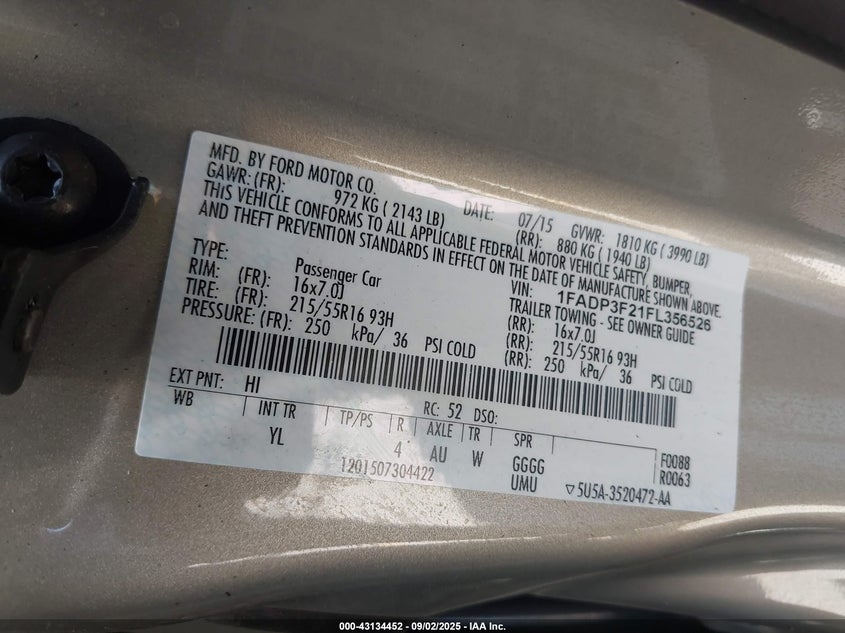 MFD. BY FORD MOTOR CO.
DATE: 07/15 GVWR: 1810 KG ( 3990 LB)
GAWR: (FR): 972 KG ( 2143 LB) (RR): 880 KG ( 1940 LB)
THIS VEHICLE CONFORMS TO ALL APPLICABLE FEDERAL MOTOR VEHICLE SAFETY, BUMPER,
AND THEFT PREVENTION STANDARDS IN EFFECT ON THE DATE OF MANUFACTURE SHOWN ABOVE.
VIN: 1FADP3F21FL356526
TYPE: Passenger Car TRAILER TOWING - SEE OWNER GUIDE
RIM: (FR): 16x7.0J (RR): 16x7.0J
TIRE: (FR): 215/55R16 93H (RR): 215/55R16 93H
PRESSURE: (FR): 250 kPa/ 36 PSI COLD (RR): 250 kPa/ 36 PSI COLD
EXT PNT: HI RC: 52 DSO:
WB INT TR TP/PS R AXLE TR SPR
YL 4 AU W GGGG F0088
UMU R0063
1201507304422 ▽5U5A-3520472-AA
000-43134452 - 09/02/2025 - IAA Inc.